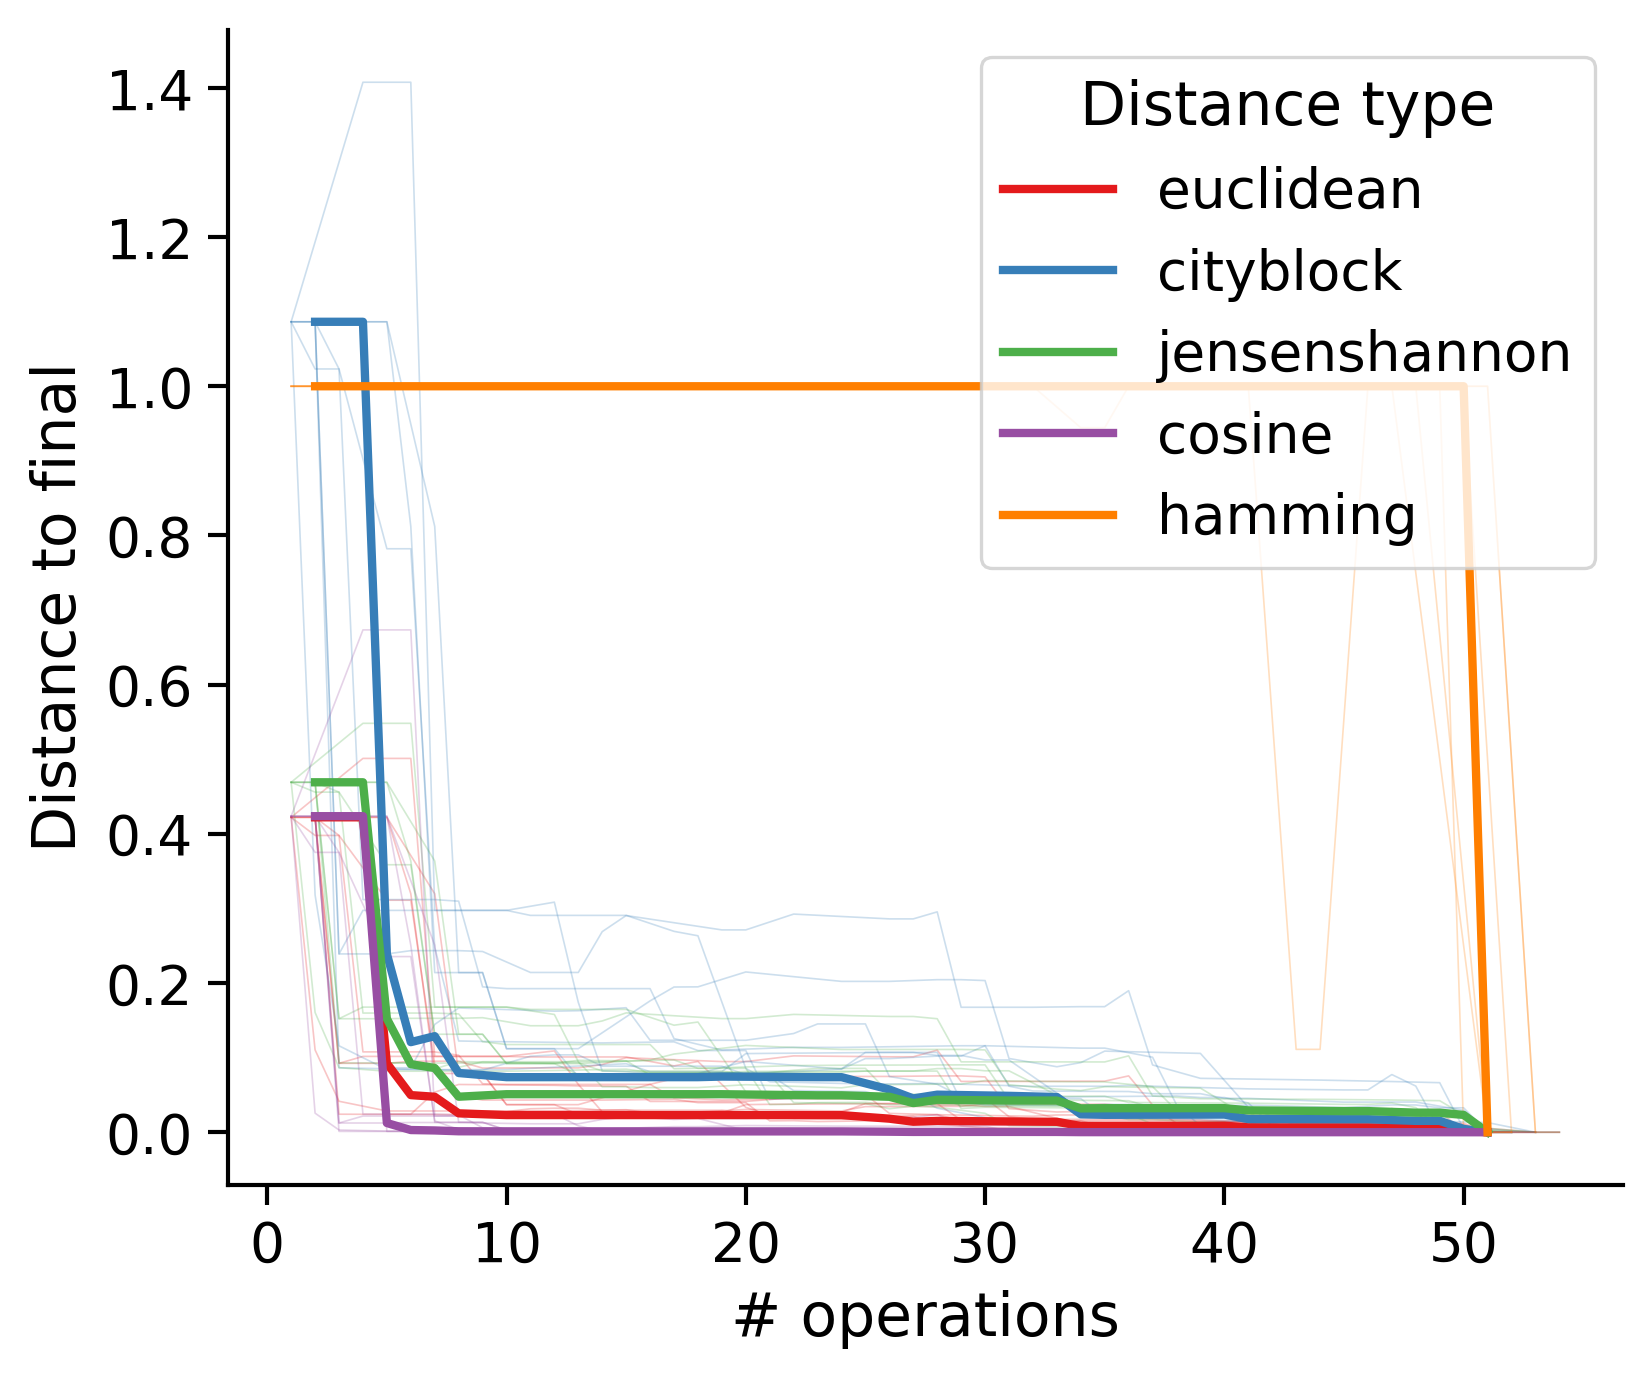 Distance to final
1.4
1.2
1.0
0.8
0.6
0.4
0.2
0.0
Distance type
euclidean
cityblock
jensenshannon
cosine
hamming
0 10 20 30 40 50
# operations